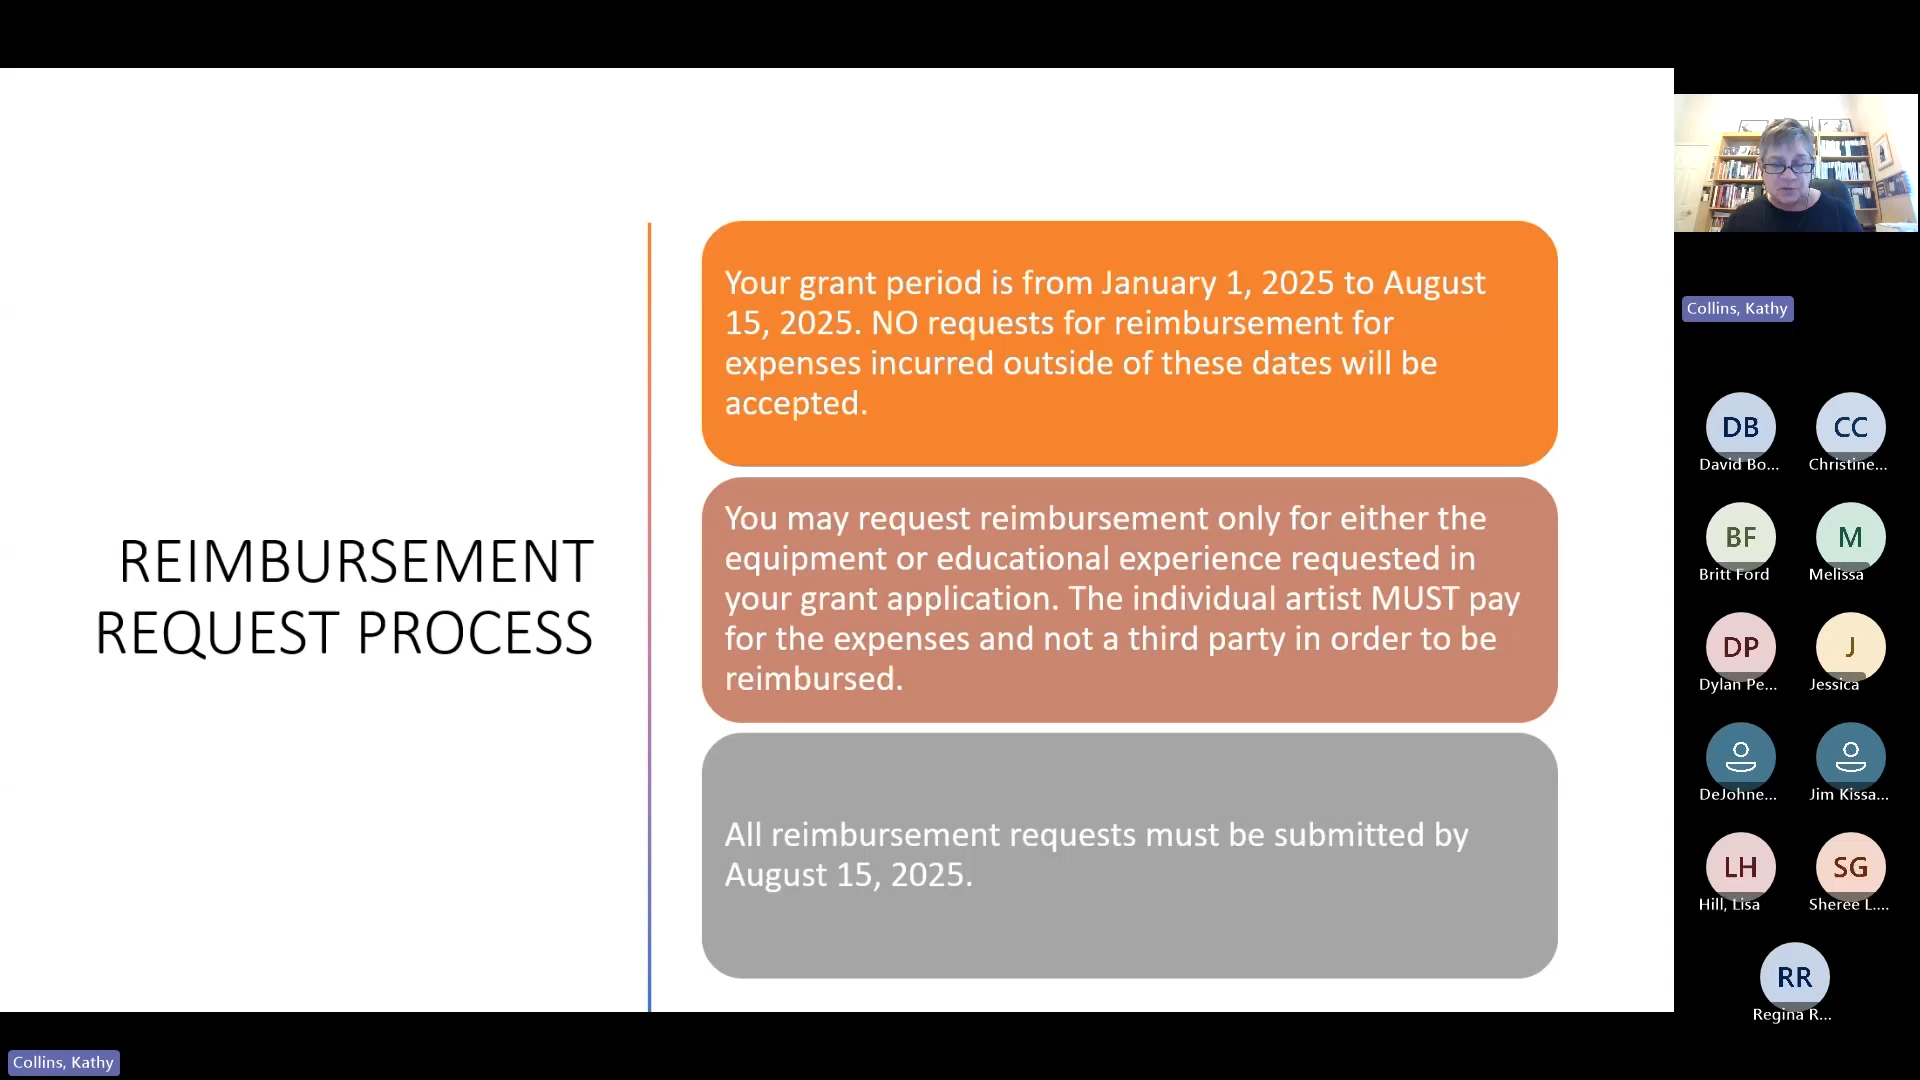 REIMBURSEMENT
REQUEST PROCESS
Your grant period is from January 1, 2025 to August
15, 2025. NO requests for reimbursement for
expenses incurred outside of these dates will be
accepted.
You may request reimbursement only for either the
equipment or educational experience requested in
your grant application. The individual artist MUST pay
for the expenses and not a third party in order to be
reimbursed.
All reimbursement requests must be submitted by
August 15, 2025.
Collins, Kathy
DB
David Bo...
CC
Christine...
BF
Britt Ford
M
Melissa
DP
Dylan Pe...
J
Jessica
DeJohne...
Jim Kissa...
LH
Hill, Lisa
SG
Sheree L....
RR
Regina R...
Collins, Kathy